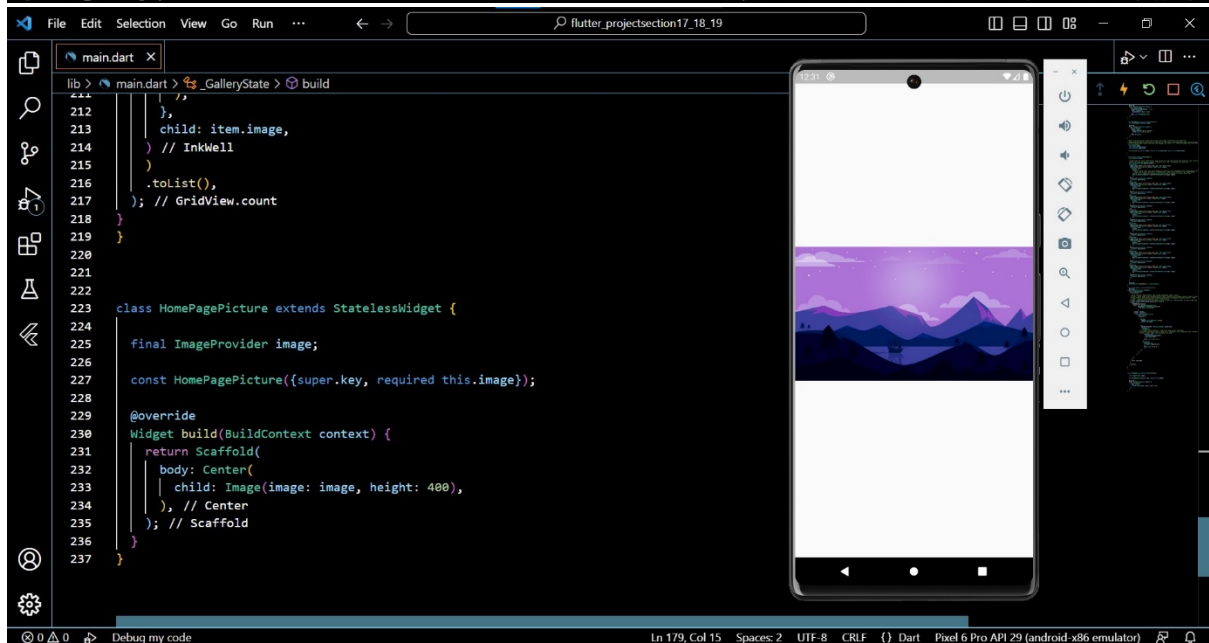 File Edit Selection View Go Run ··· flutter_projectsection17_18_19
main.dart
lib > main.dart > _GalleryState > build
211 ),
212 },
213 child: item.image,
214 ) // InkWell
215 )
216 .toList(),
217 ); // GridView.count
218 }
219 }
220
221
222
223 class HomePagePicture extends StatelessWidget {
224
225 final ImageProvider image;
226
227 const HomePagePicture({super.key, required this.image});
228
229 @override
230 Widget build(BuildContext context) {
231 return Scaffold(
232 body: Center(
233 child: Image(image: image, height: 400),
234 ), // Center
235 ); // Scaffold
236 }
237 }
12:31
1
0 0 Debug my code Ln 179, Col 15 Spaces: 2 UTF-8 CRLF {} Dart Pixel 6 Pro API 29 (android-x86 emulator)